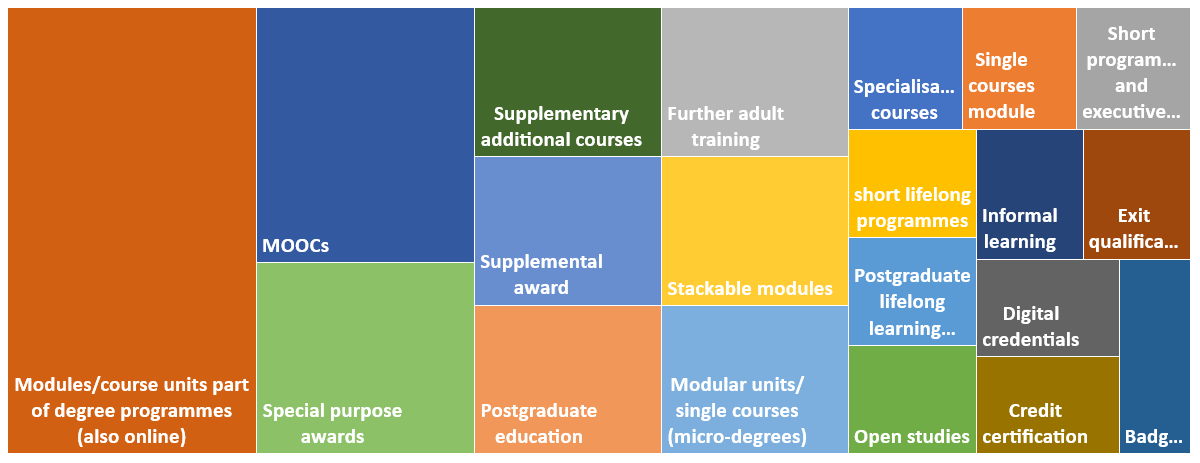 Modules/course units part
of degree programmes
(also online)
MOOCs
Special purpose
awards
Supplementary
additional courses
Supplemental
award
Postgraduate
education
Further adult
training
Stackable modules
Modular units/
single courses
(micro-degrees)
Specialisa...
courses
Single
courses
module
Short
program...
and
executive...
short lifelong
programmes
Postgraduate
lifelong
learning...
Open studies
Informal
learning
Exit
qualifica...
Digital
credentials
Credit
certification
Badg...